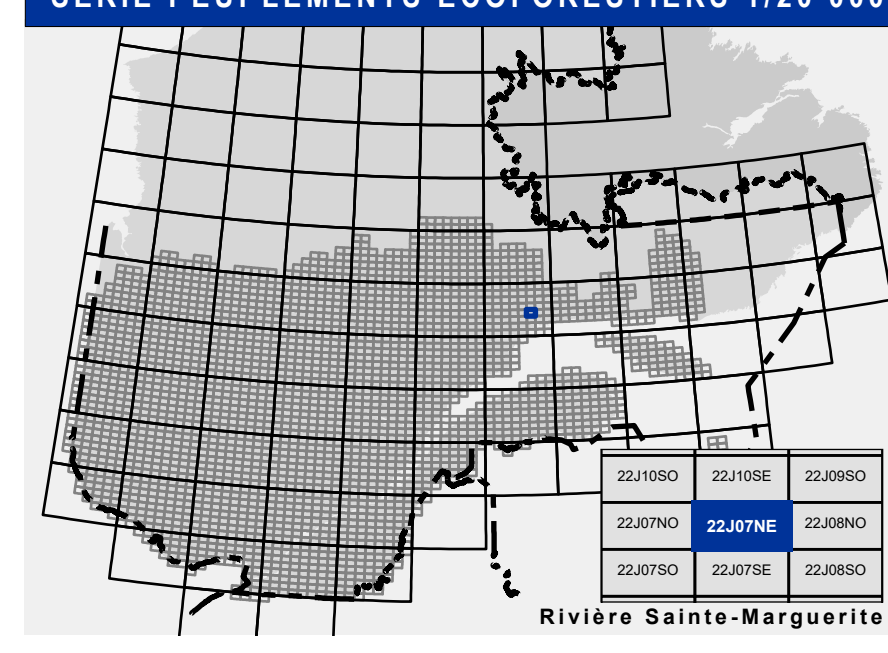 SÉRIE PEUPLEMENTS ÉCOFORESTIERS 1/20 000
22J10SO 22J10SE 22J09SO
22J07NO 22J07NE 22J08NO
22J07SO 22J07SE 22J08SO
Rivière Sainte-Marguerite